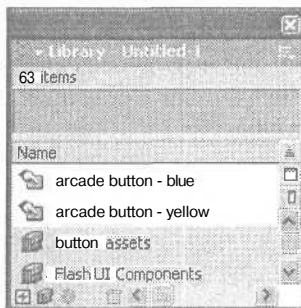 Library - Untitled-1
63 items
Name
arcade button - blue
arcade button - yellow
button assets
Flash UI Components